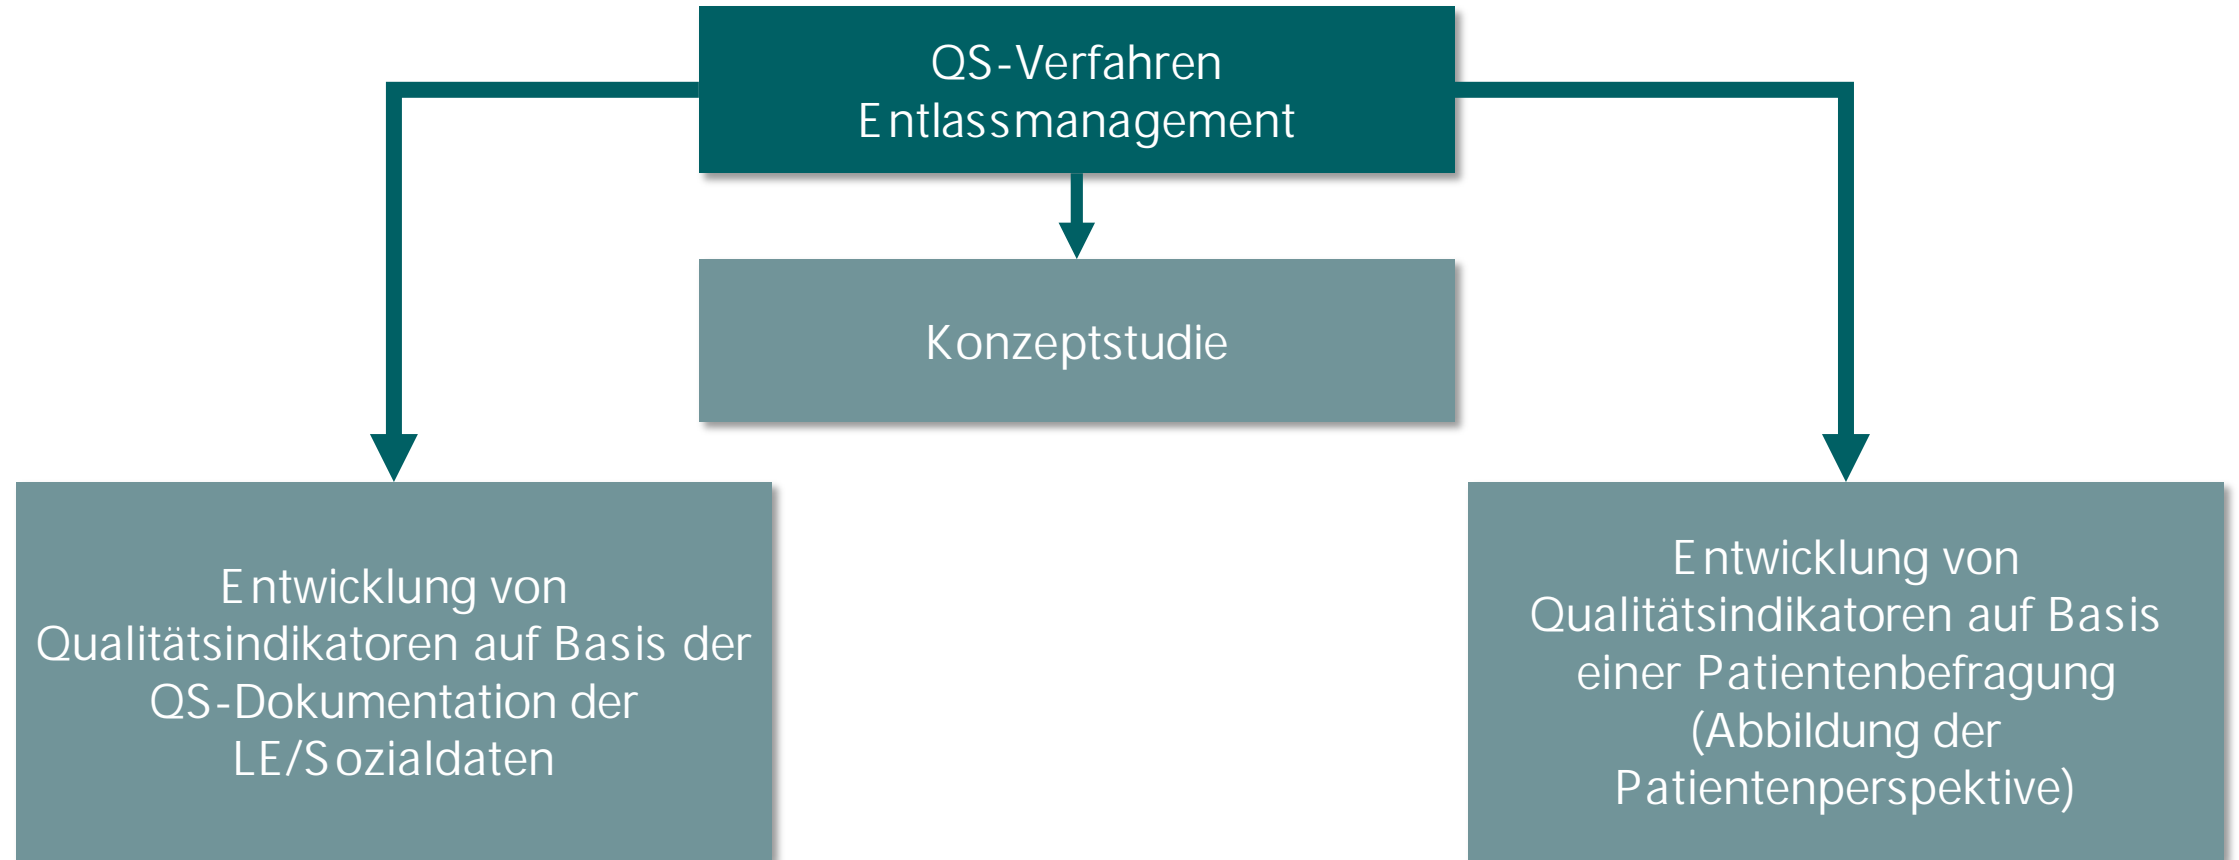 QS-Verfahren
Entlassmanagement
Konzeptstudie
Entwicklung von
Qualitätsindikatoren auf Basis der
QS-Dokumentation der
LE/Sozialdaten
Entwicklung von
Qualitätsindikatoren auf Basis
einer Patientenbefragung
(Abbildung der
Patientenperspektive)